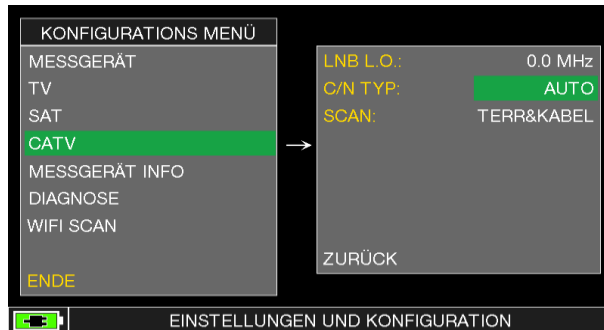 KONFIGURATIONS MENÜ
MESSGERÄT
TV
SAT
CATV
MESSGERÄT INFO
DIAGNOSE
WIFI SCAN
ENDE
→
LNB L.O.: 0.0 MHz
C/N TYP: AUTO
SCAN: TERR&KABEL
ZURÜCK
EINSTELLUNGEN UND KONFIGURATION